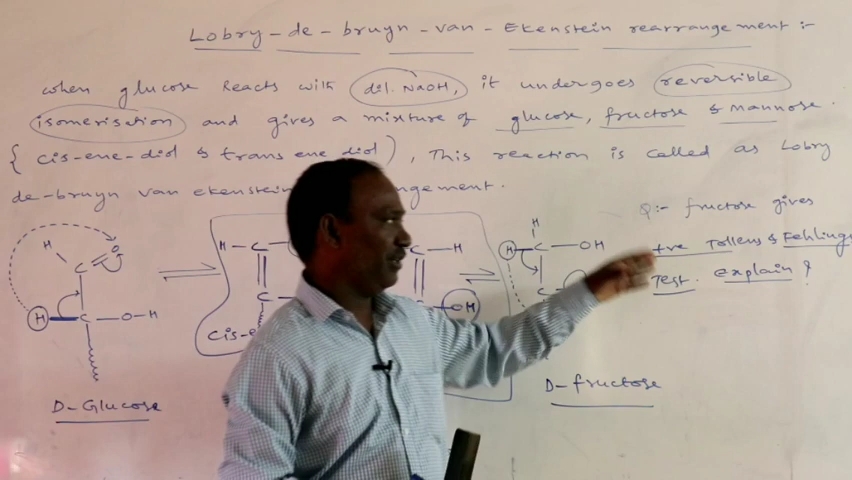 Lobry-de-bruyn-van-Ekenstein rearrangement:-
when glucose reacts with dil. NaOH, it undergoes reversible
isomerisation and gives a mixture of glucose, fructose & mannose.
{ cis-ene-diol & trans ene diol), This reaction is called as Lobry
de-bruyn van ekenstein
Q:- fructose gives
+ve Tollens & Fehlings
Test. explain?
H
C
O
H
C
O-H
H-C
C
cis-e
C-H
OH
H
H
C
OH
C
D-Glucose
D-fructose